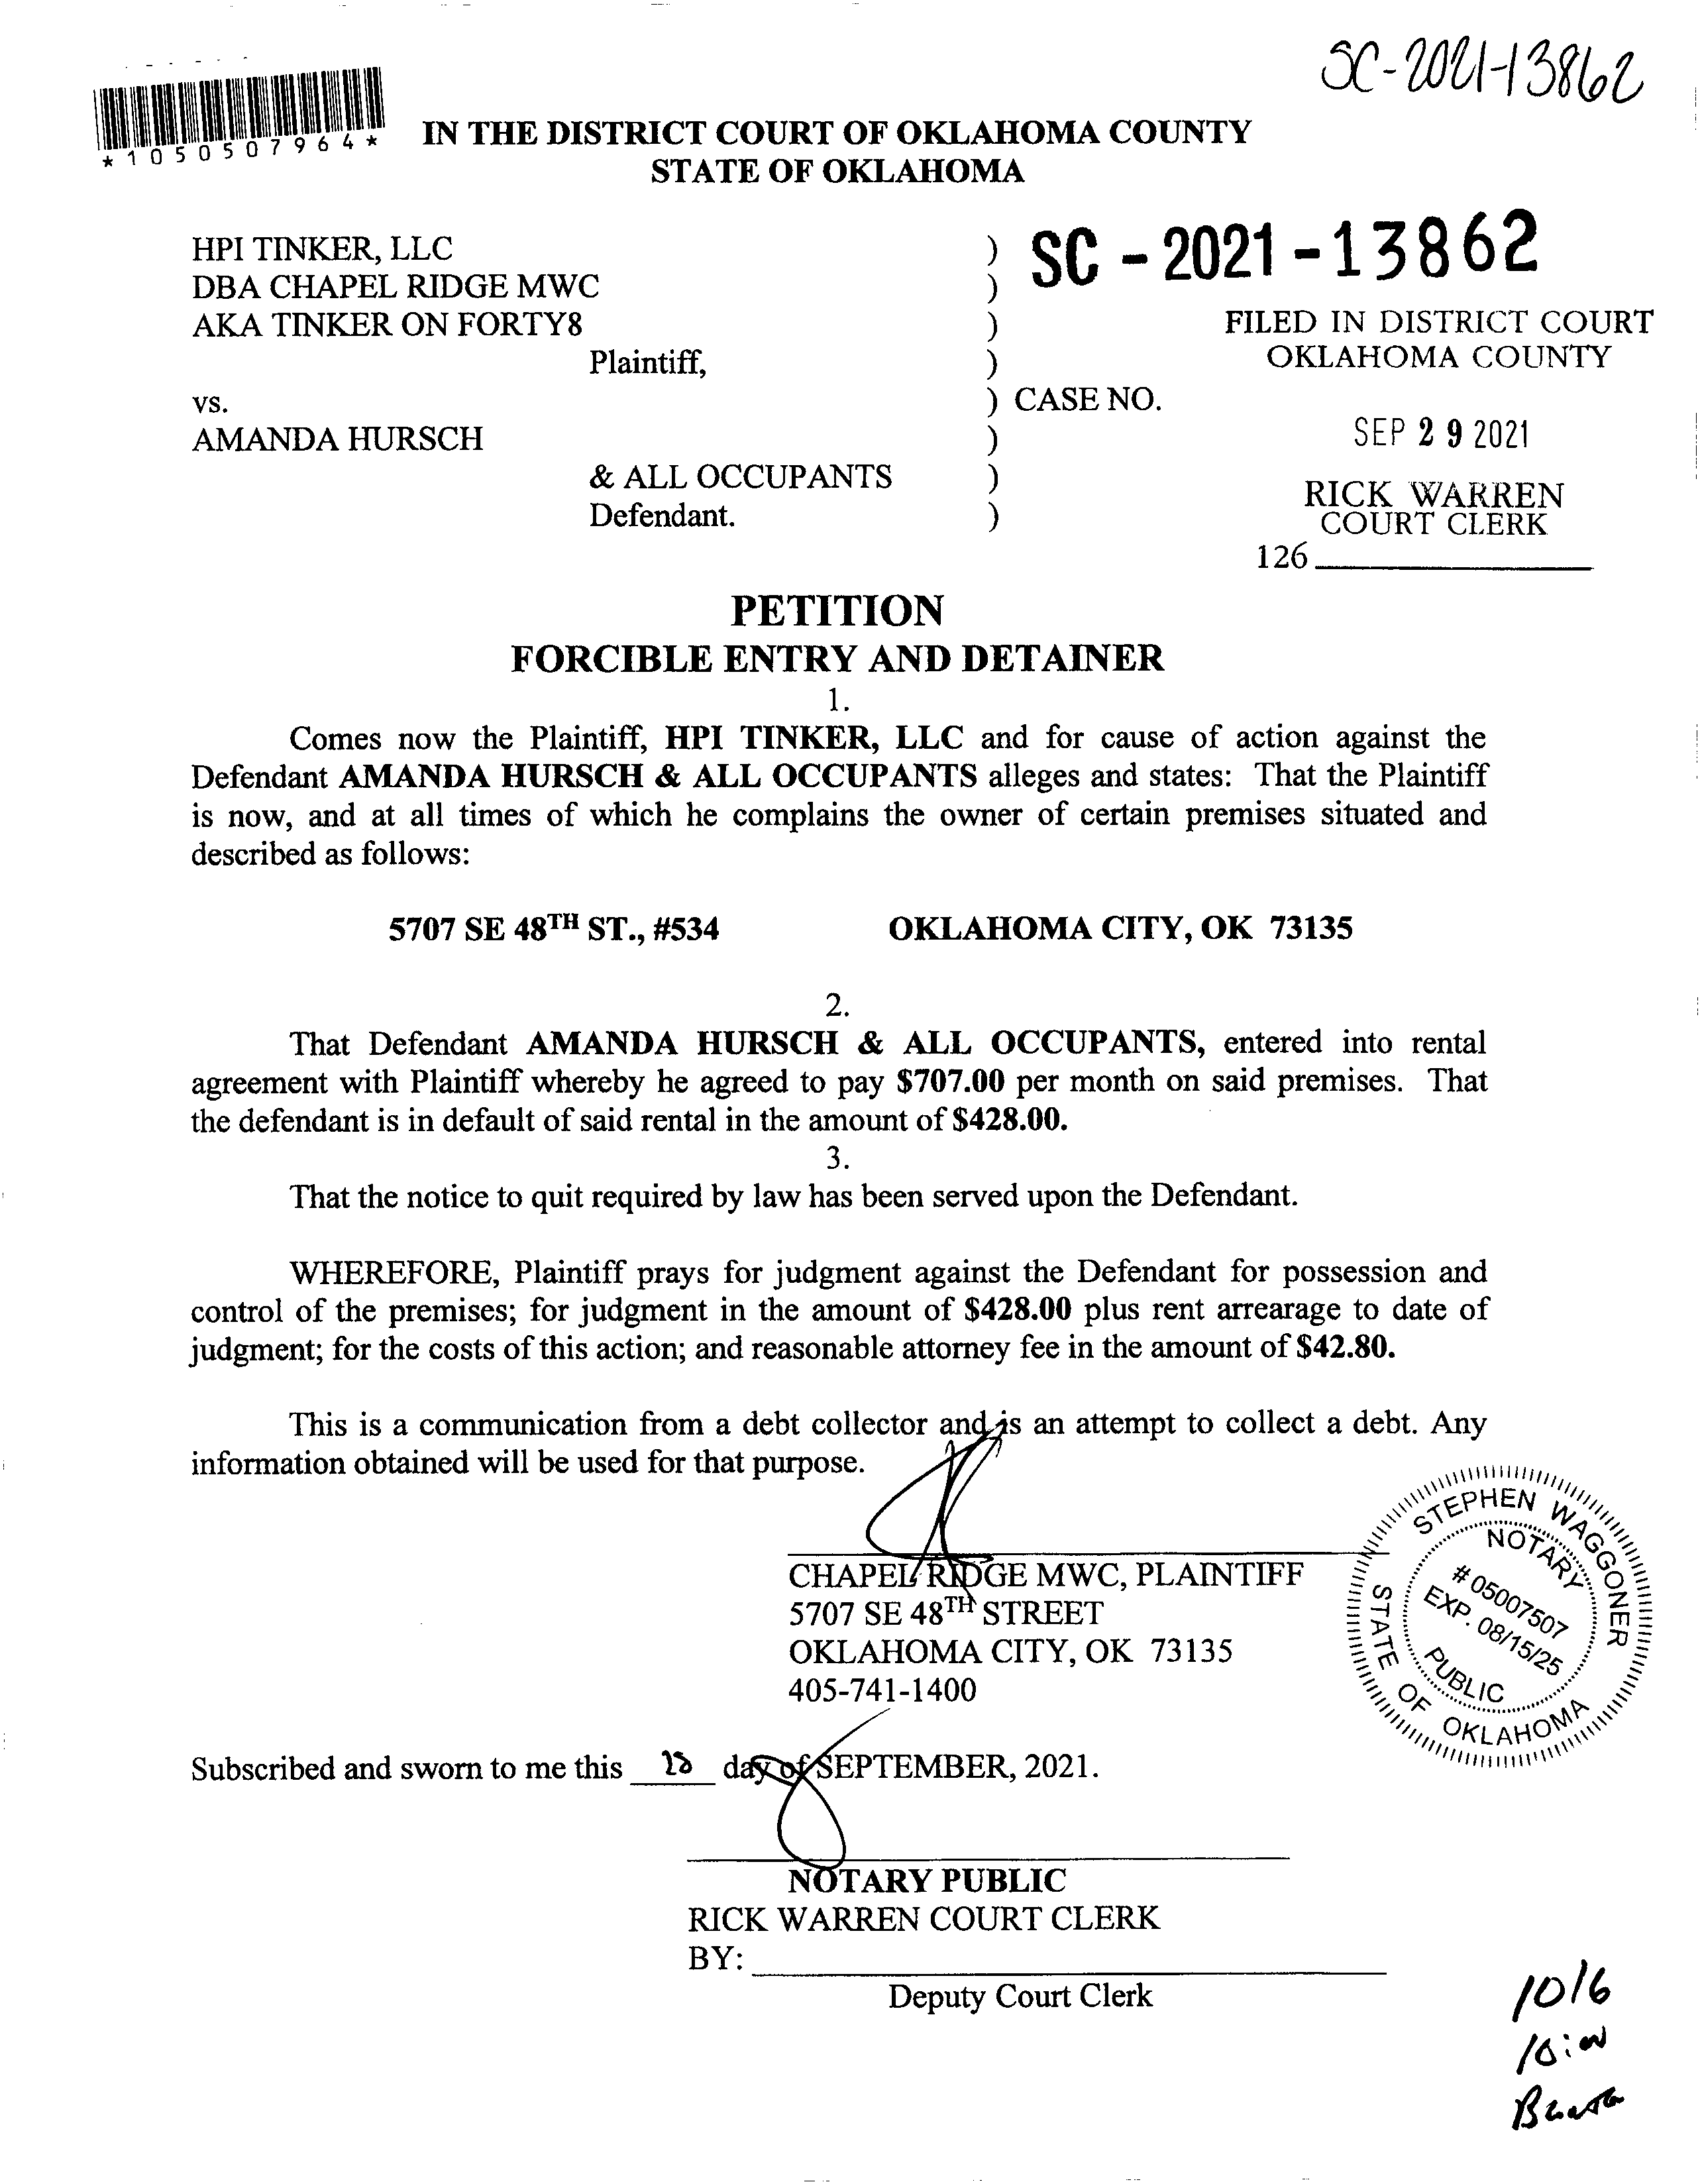 SC-2021-13862
*1050507964*
IN THE DISTRICT COURT OF OKLAHOMA COUNTY
STATE OF OKLAHOMA
HPI TINKER, LLC )
DBA CHAPEL RIDGE MWC )
AKA TINKER ON FORTY8 )
Plaintiff, )
vs. ) CASE NO.
AMANDA HURSCH )
& ALL OCCUPANTS )
Defendant. )
SC - 2021 - 13862
FILED IN DISTRICT COURT
OKLAHOMA COUNTY
SEP 29 2021
RICK WARREN
COURT CLERK
126
PETITION
FORCIBLE ENTRY AND DETAINER
1.
Comes now the Plaintiff, HPI TINKER, LLC and for cause of action against the
Defendant AMANDA HURSCH & ALL OCCUPANTS alleges and states: That the Plaintiff
is now, and at all times of which he complains the owner of certain premises situated and
described as follows:
5707 SE 48TH ST., #534 OKLAHOMA CITY, OK 73135
2.
That Defendant AMANDA HURSCH & ALL OCCUPANTS, entered into rental
agreement with Plaintiff whereby he agreed to pay $707.00 per month on said premises. That
the defendant is in default of said rental in the amount of $428.00.
3.
That the notice to quit required by law has been served upon the Defendant.
WHEREFORE, Plaintiff prays for judgment against the Defendant for possession and
control of the premises; for judgment in the amount of $428.00 plus rent arrearage to date of
judgment; for the costs of this action; and reasonable attorney fee in the amount of $42.80.
This is a communication from a debt collector and is an attempt to collect a debt. Any
information obtained will be used for that purpose.
CHAPEL RIDGE MWC, PLAINTIFF
5707 SE 48TH STREET
OKLAHOMA CITY, OK 73135
405-741-1400
STEPHEN WAGGONER
NOTARY
# 05007507
EXP. 08/15/25
PUBLIC
STATE OF OKLAHOMA
Subscribed and sworn to me this day of SEPTEMBER, 2021.
NOTARY PUBLIC
RICK WARREN COURT CLERK
BY:
Deputy Court Clerk